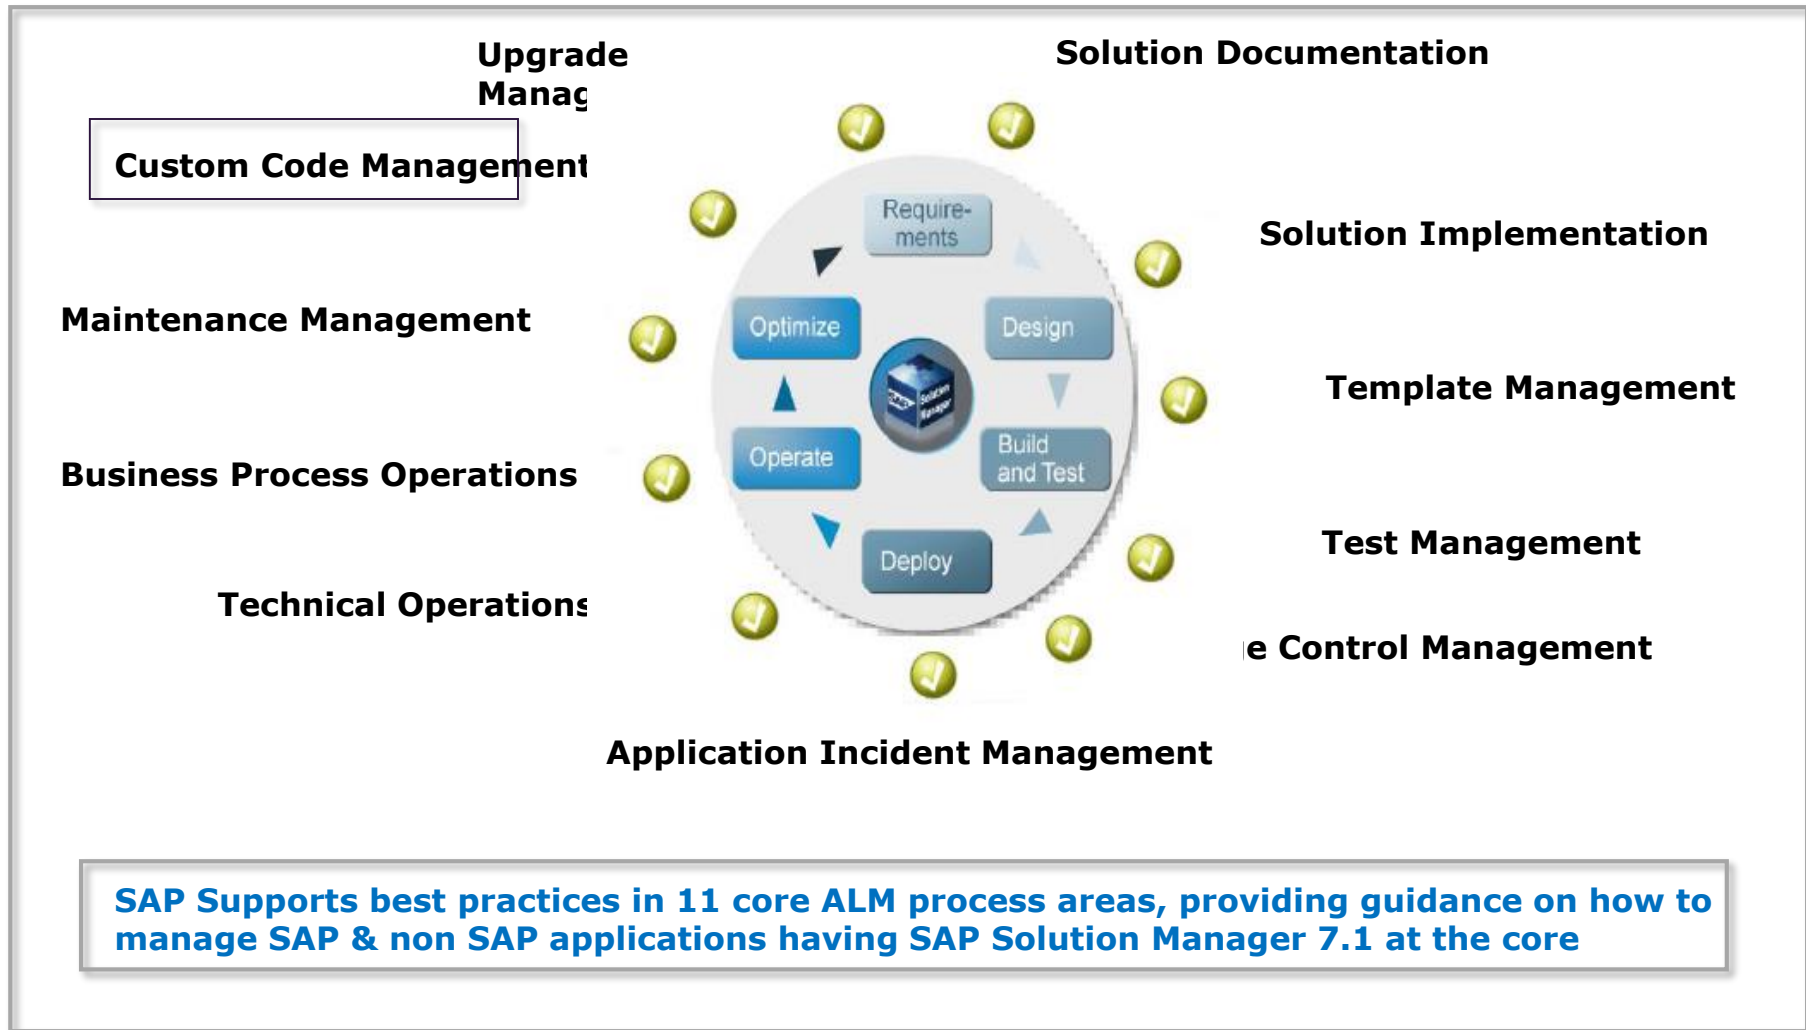 Upgrade
Manag
Solution Documentation
Custom Code Management
Require-
ments
Solution Implementation
Maintenance Management
Optimize
Design
SAP
Solution
Manager
Template Management
Business Process Operations
Operate
Build
and Test
Test Management
Deploy
Technical Operations
e Control Management
Application Incident Management
SAP Supports best practices in 11 core ALM process areas, providing guidance on how to
manage SAP & non SAP applications having SAP Solution Manager 7.1 at the core